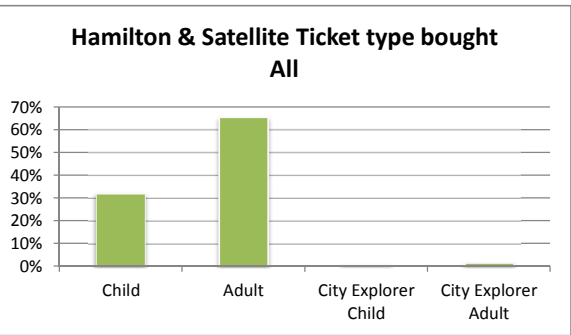 Hamilton & Satellite Ticket type bought
All
70%
60%
50%
40%
30%
20%
10%
0%
Child
Adult
City Explorer
Child
City Explorer
Adult